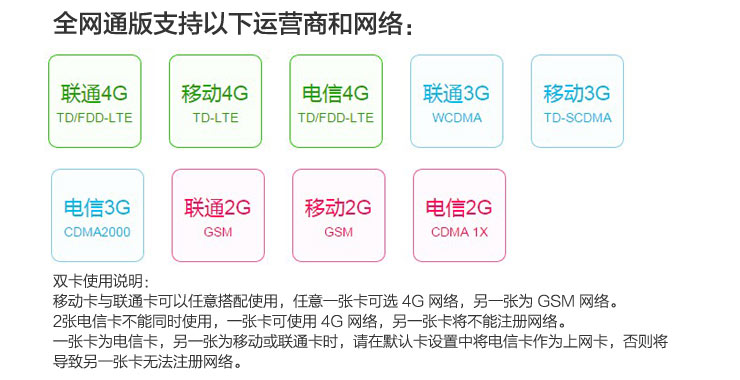 全网通版支持以下运营商和网络：
联通4G 移动4G 电信4G 联通3G 移动3G
TD/FDD-LTE TD-LTE TD/FDD-LTE WCDMA TD-SCDMA
电信3G 联通2G 移动2G 电信2G
CDMA2000 GSM GSM CDMA 1X
双卡使用说明：
移动卡与联通卡可以任意搭配使用，任意一张卡可选 4G 网络，另一张为 GSM 网络。
2张电信卡不能同时使用，一张卡可使用 4G 网络，另一张卡将不能注册网络。
一张卡为电信卡，另一张为移动或联通卡时，请在默认卡设置中将电信卡作为上网卡，否则将
导致另一张卡无法注册网络。